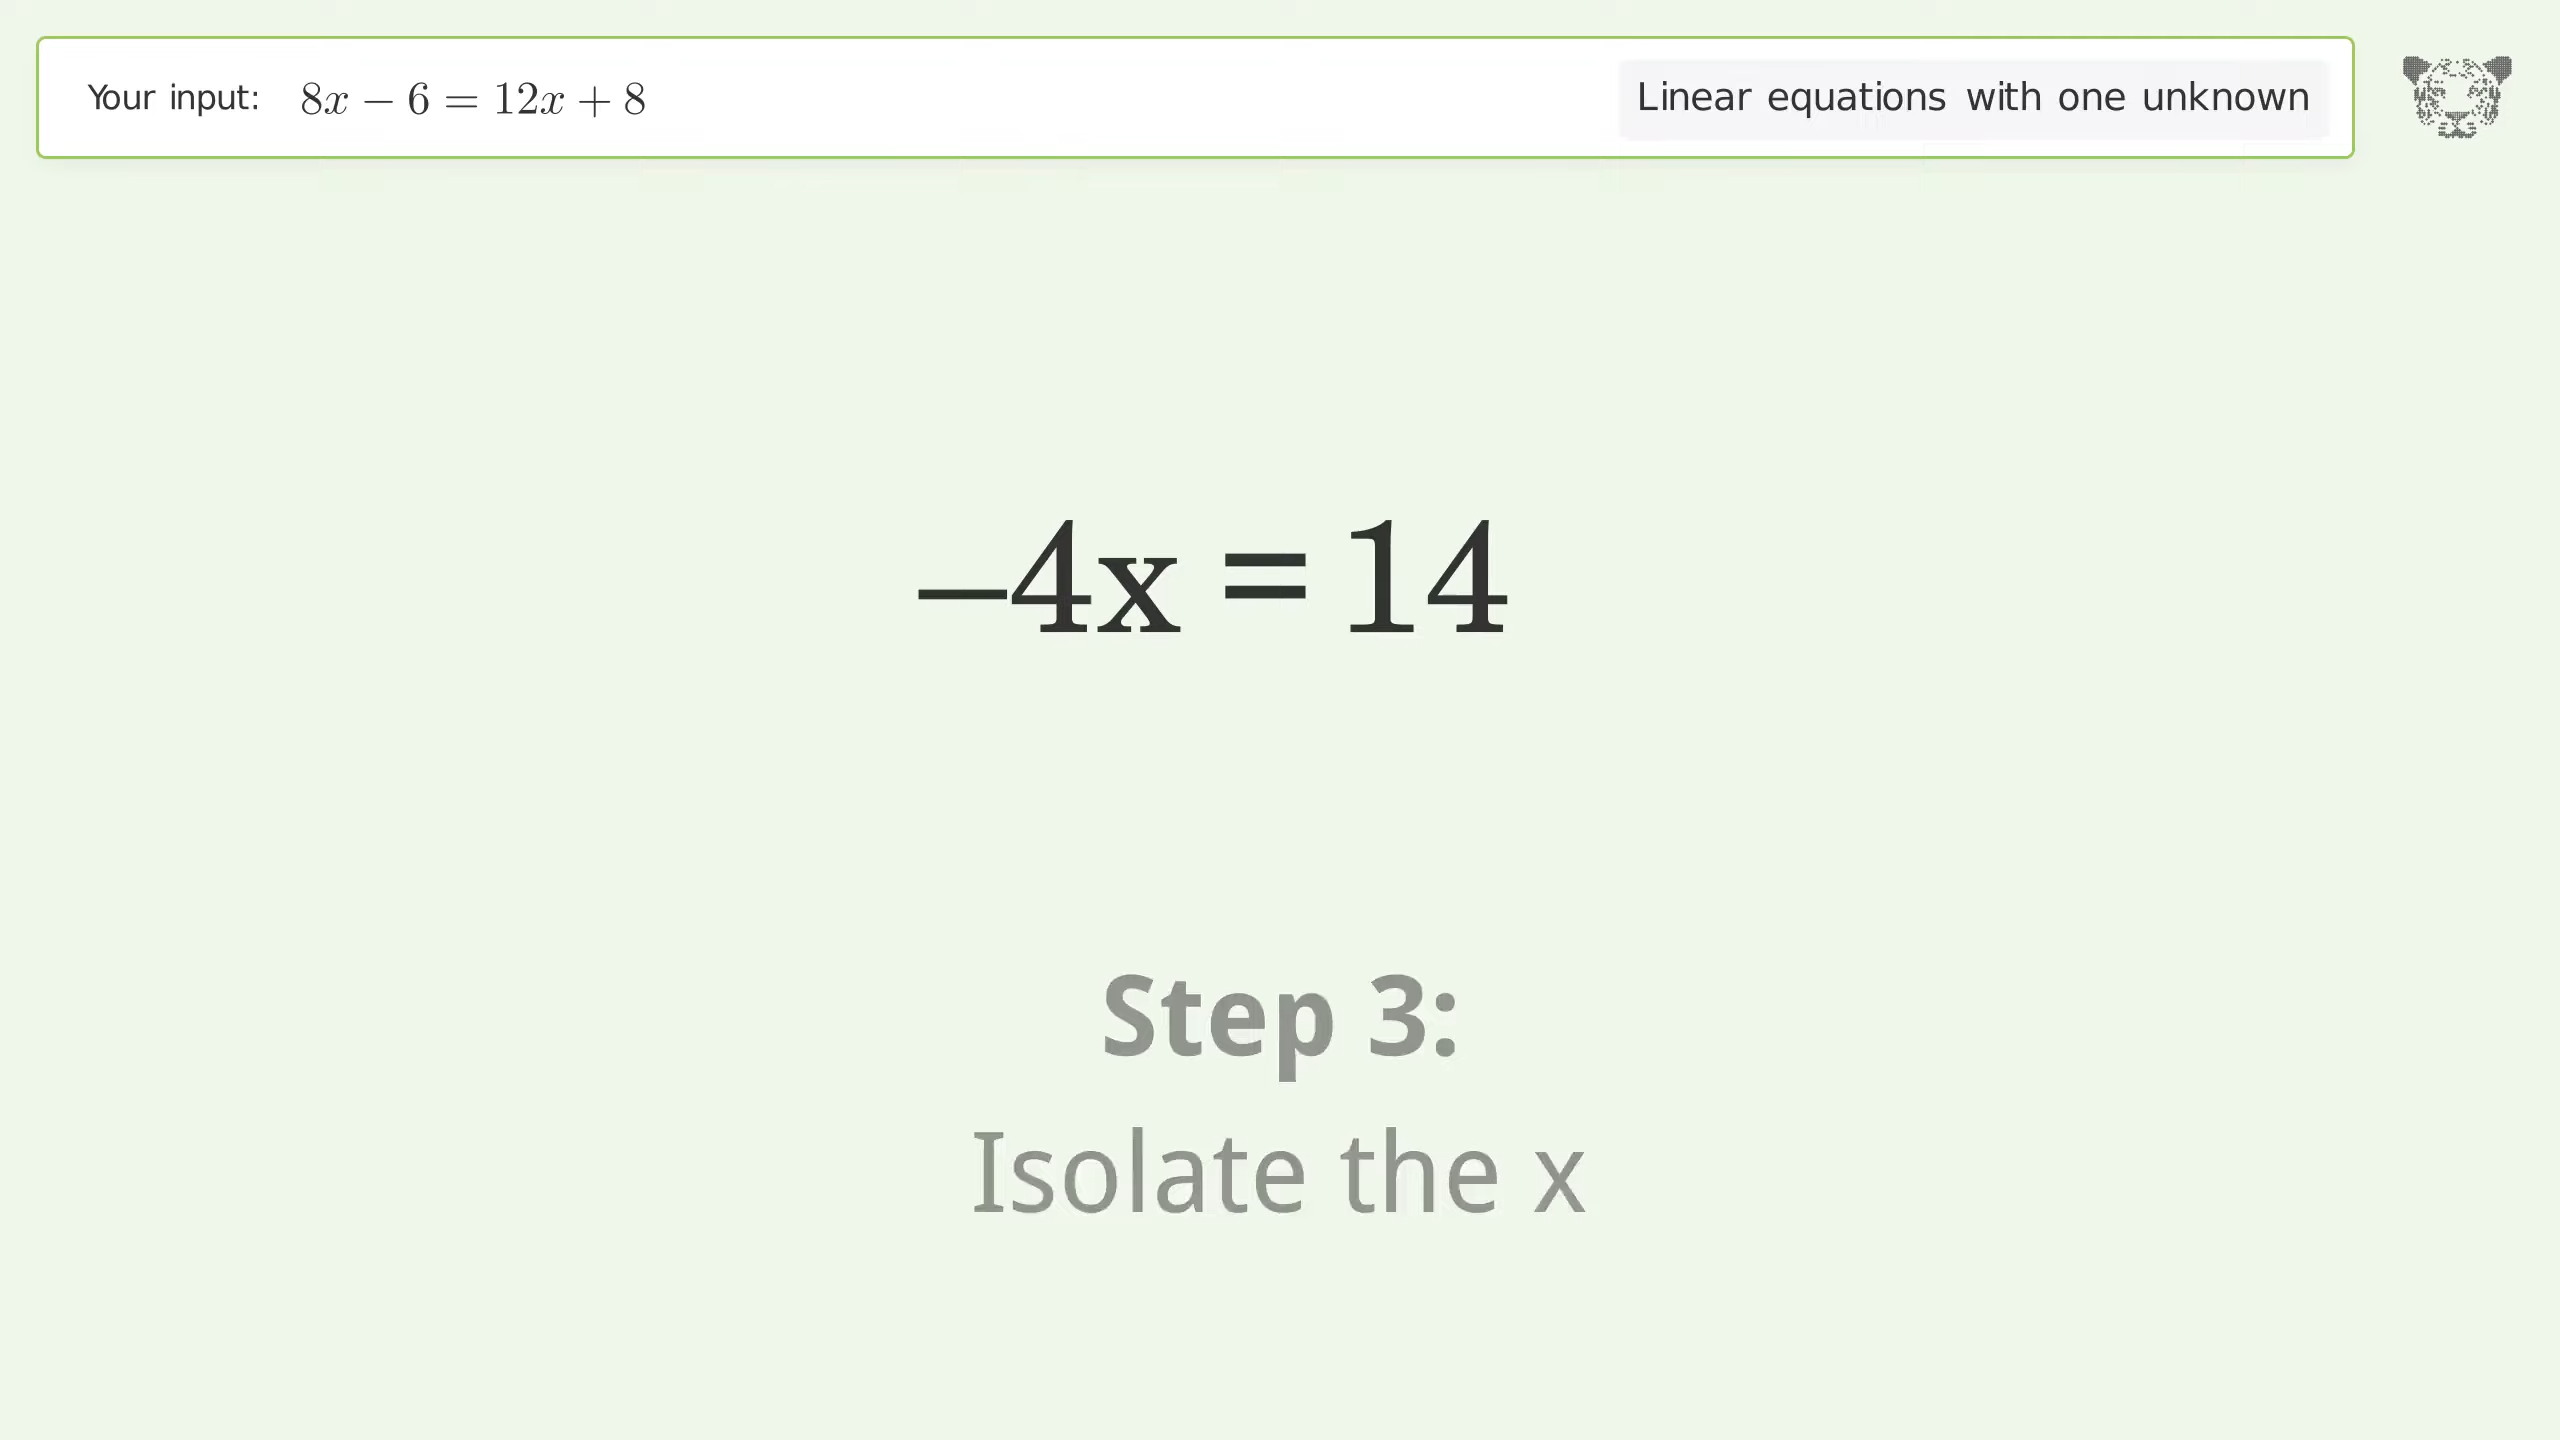 Your input: 8x − 6 = 12x + 8
Linear equations with one unknown
−4x = 14
Step 3:
Isolate the x